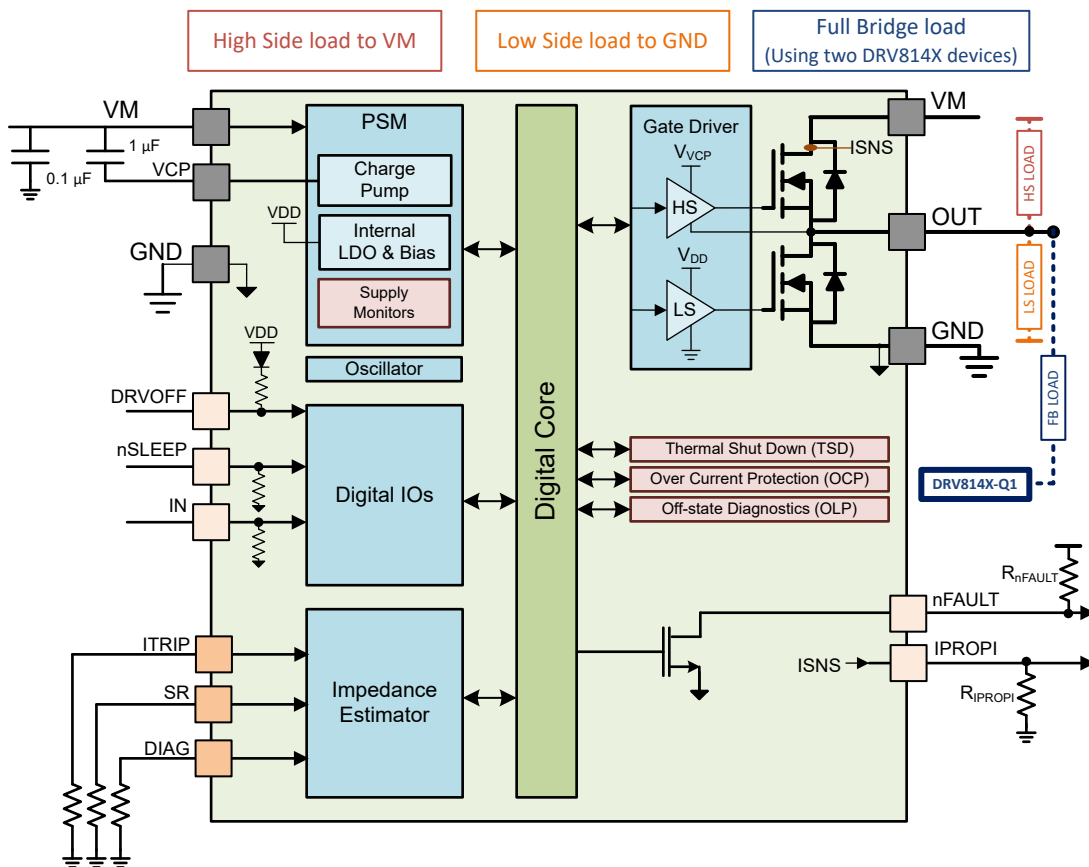 High Side load to VM
Low Side load to GND
Full Bridge load
(Using two DRV814X devices)
VM
1 µF
0.1 µF
VCP
GND
PSM
Charge
Pump
VDD
Internal
LDO & Bias
Supply
Monitors
Oscillator
VDD
DRVOFF
nSLEEP
IN
Digital IOs
ITRIP
SR
DIAG
Impedance
Estimator
Digital Core
Gate Driver
VVCP
HS
VDD
LS
ISNS
VM
OUT
GND
HS LOAD
LS LOAD
FB LOAD
DRV814X-Q1
Thermal Shut Down (TSD)
Over Current Protection (OCP)
Off-state Diagnostics (OLP)
RnFAULT
nFAULT
ISNS
IPROPI
RIPROPI